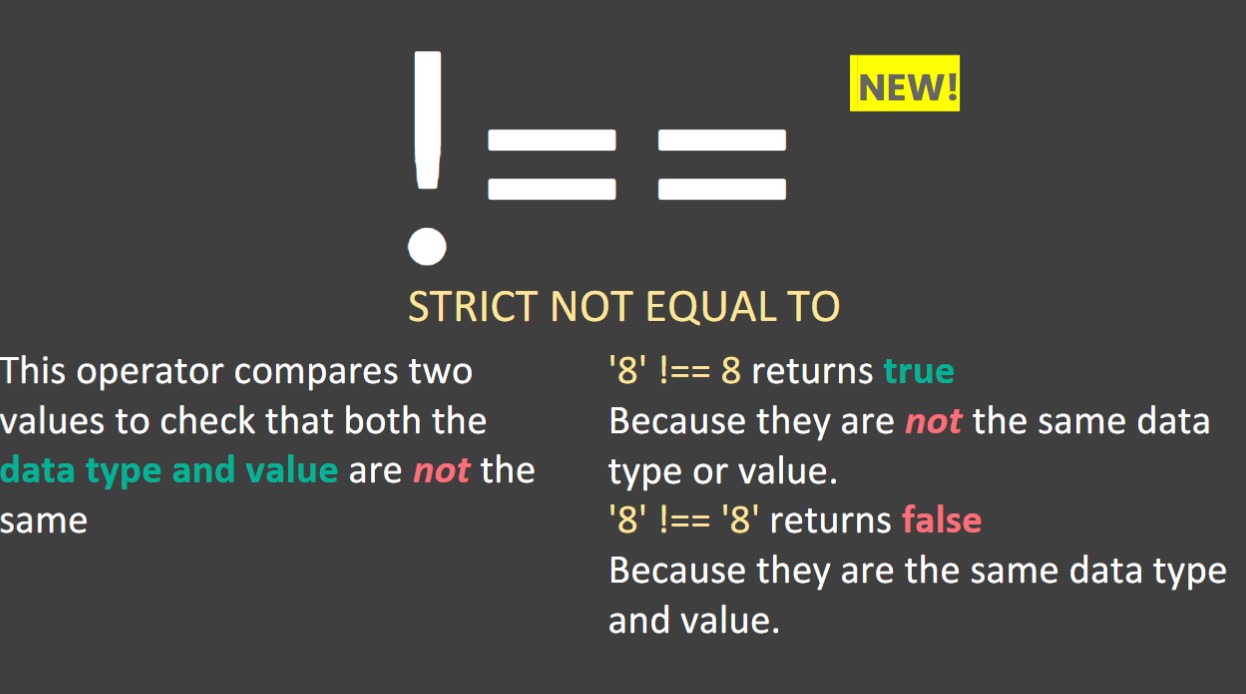 !==
NEW!
STRICT NOT EQUAL TO
This operator compares two
values to check that both the
data type and value are not the
same
'8' !== 8 returns true
Because they are not the same data
type or value.
'8' !== '8' returns false
Because they are the same data type
and value.